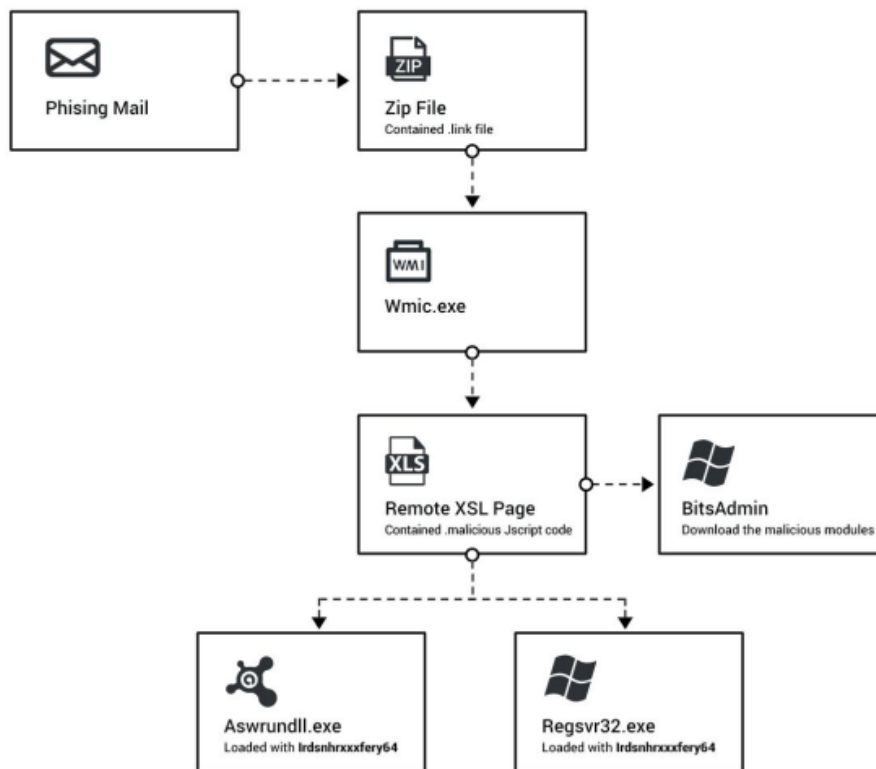 Phising Mail
ZIP
Zip File
Contained .link file
WMI
Wmic.exe
XLS
Remote XSL Page
Contained .malicious Jscript code
BitsAdmin
Download the malicious modules
Aswrundll.exe
Loaded with lrdsnhrxxxfery64
Regsvr32.exe
Loaded with lrdsnhrxxxfery64